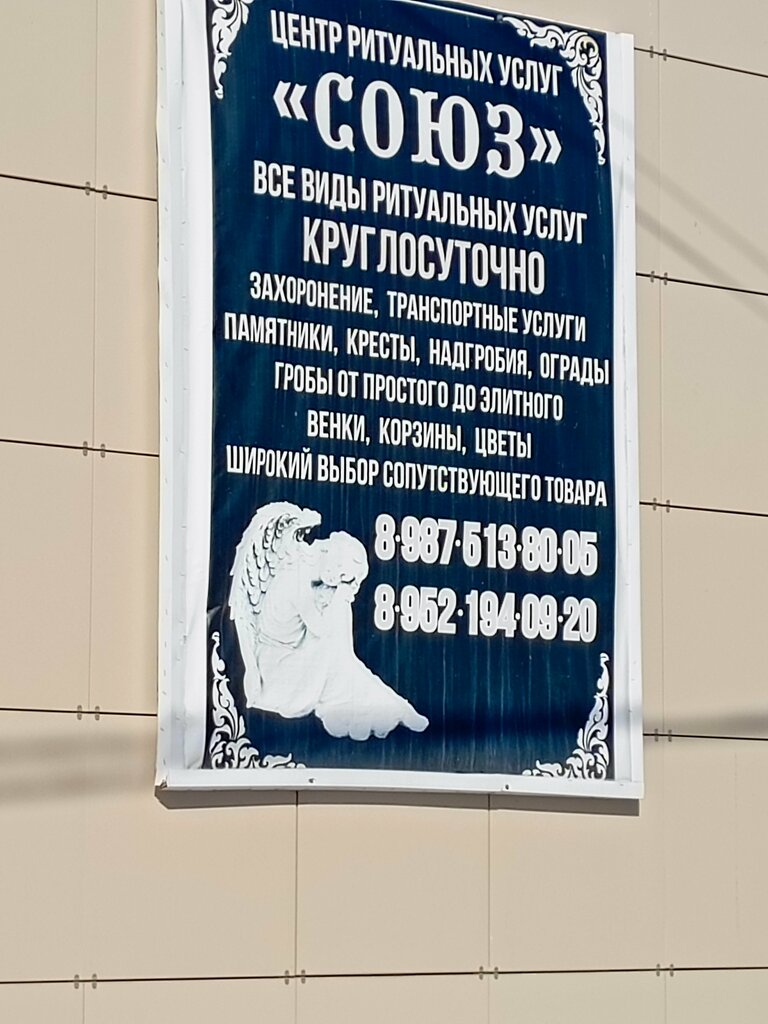 ЦЕНТР РИТУАЛЬНЫХ УСЛУГ
«СОЮЗ»
ВСЕ ВИДЫ РИТУАЛЬНЫХ УСЛУГ
КРУГЛОСУТОЧНО
ЗАХОРОНЕНИЕ, ТРАНСПОРТНЫЕ УСЛУГИ
ПАМЯТНИКИ, КРЕСТЫ, НАДГРОБИЯ, ОГРАДЫ
ГРОБЫ ОТ ПРОСТОГО ДО ЭЛИТНОГО
ВЕНКИ, КОРЗИНЫ, ЦВЕТЫ
ШИРОКИЙ ВЫБОР СОПУТСТВУЮЩЕГО ТОВАРА
8·987·513·80·05
8·952·194·09·20